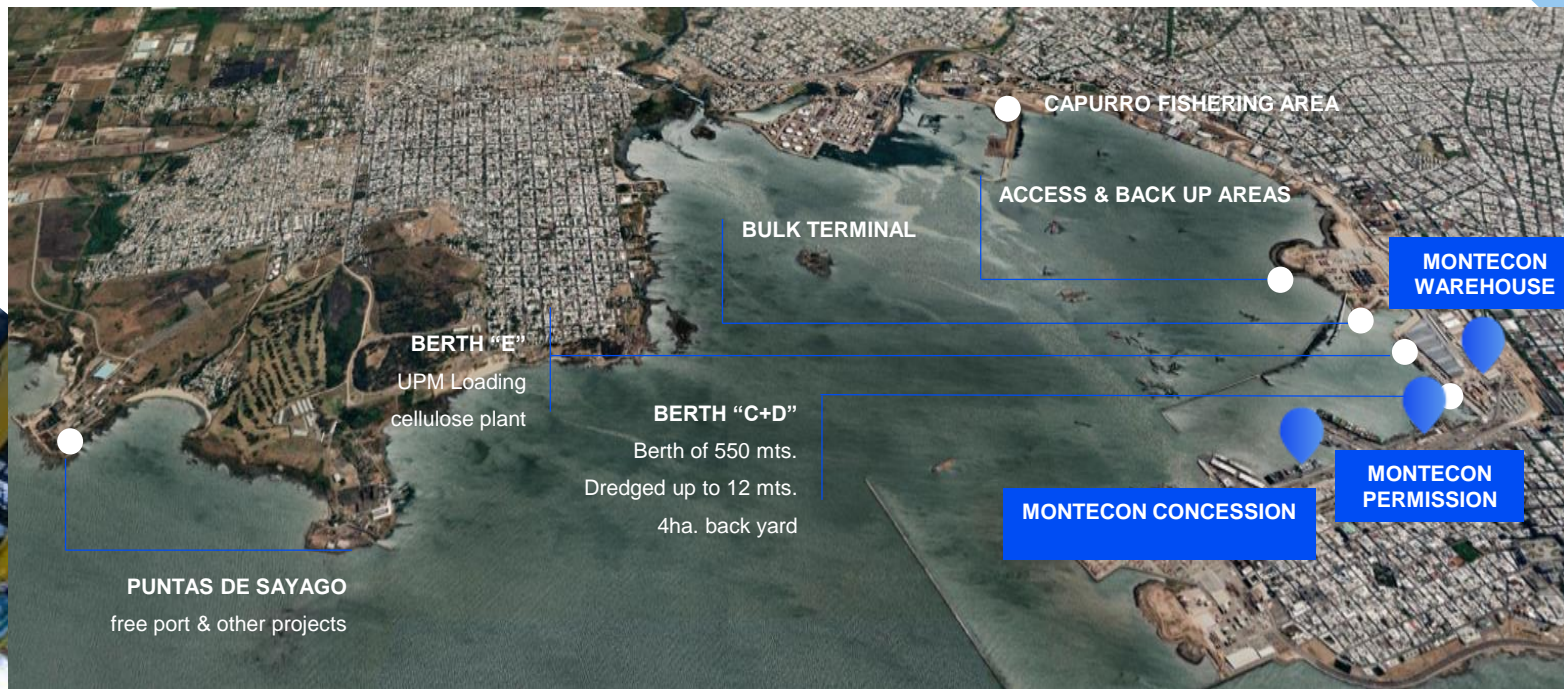 CAPURRO FISHERING AREA
ACCESS & BACK UP AREAS
BULK TERMINAL
MONTECON
WAREHOUSE
BERTH “E”
UPM Loading
cellulose plant
BERTH “C+D”
Berth of 550 mts.
Dredged up to 12 mts.
4ha. back yard
MONTECON
PERMISSION
MONTECON CONCESSION
PUNTAS DE SAYAGO
free port & other projects